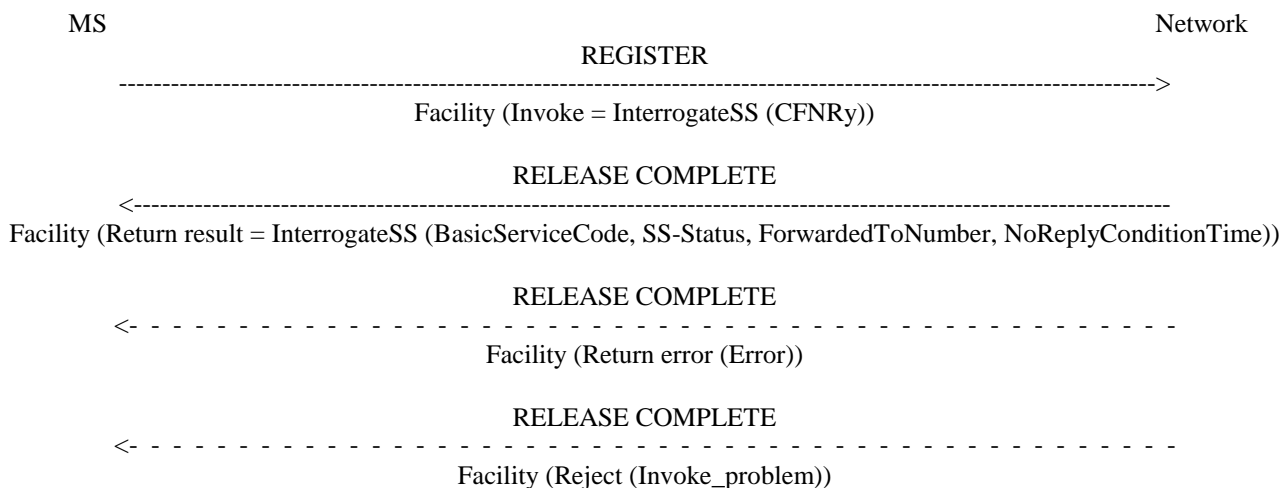 MS Network
REGISTER
Facility (Invoke = InterrogateSS (CFNRy))
RELEASE COMPLETE
Facility (Return result = InterrogateSS (BasicServiceCode, SS-Status, ForwardedToNumber, NoReplyConditionTime))
RELEASE COMPLETE
Facility (Return error (Error))
RELEASE COMPLETE
Facility (Reject (Invoke_problem))